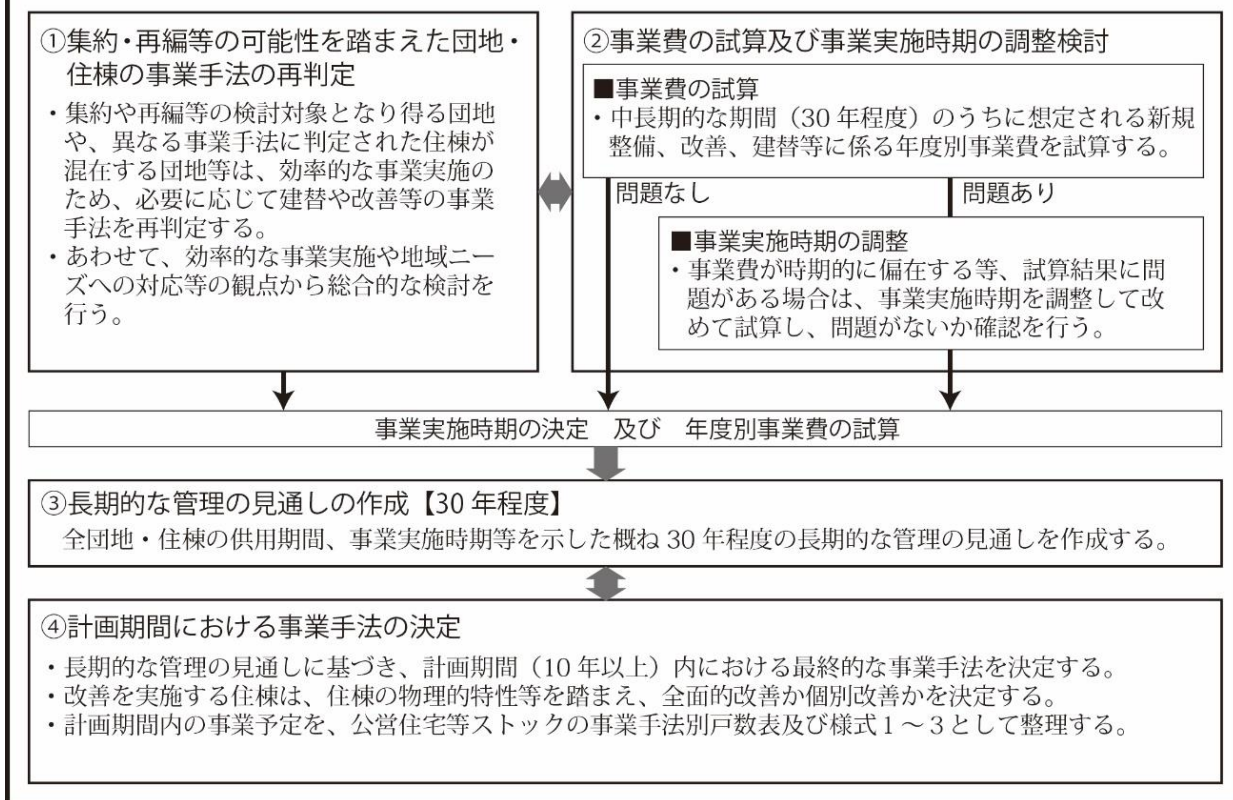 ①集約・再編等の可能性を踏まえた団地・
住棟の事業手法の再判定
・集約や再編等の検討対象となり得る団地
や、異なる事業手法に判定された住棟が
混在する団地等は、効率的な事業実施の
ため、必要に応じて建替や改善等の事業
手法を再判定する。
・あわせて、効率的な事業実施や地域ニー
ズへの対応等の観点から総合的な検討を
行う。
②事業費の試算及び事業実施時期の調整検討
■事業費の試算
・中長期的な期間（30 年程度）のうちに想定される新規
整備、改善、建替等に係る年度別事業費を試算する。
問題なし
問題あり
■事業実施時期の調整
・事業費が時期的に偏在する等、試算結果に問
題がある場合は、事業実施時期を調整して改
めて試算し、問題がないか確認を行う。
事業実施時期の決定　及び　年度別事業費の試算
③長期的な管理の見通しの作成【30 年程度】
全団地・住棟の供用期間、事業実施時期等を示した概ね 30 年程度の長期的な管理の見通しを作成する。
④計画期間における事業手法の決定
・長期的な管理の見通しに基づき、計画期間（10 年以上）内における最終的な事業手法を決定する。
・改善を実施する住棟は、住棟の物理的特性等を踏まえ、全面的改善か個別改善かを決定する。
・計画期間内の事業予定を、公営住宅等ストックの事業手法別戸数表及び様式１～３として整理する。